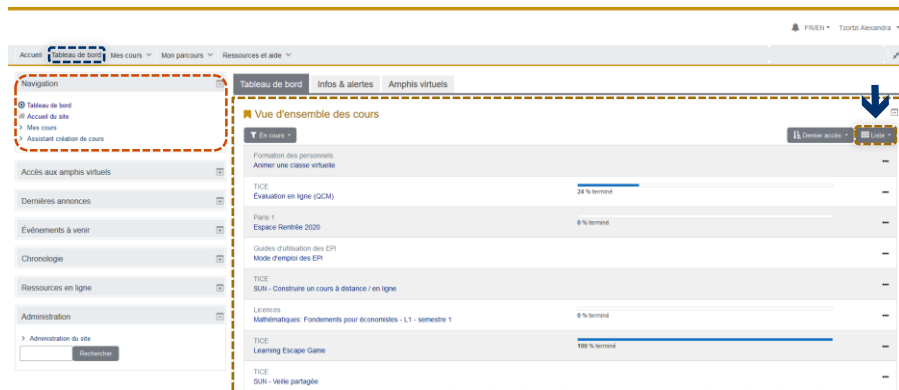 FR/EN Tzortzi Alexandra
Accueil Tableau de bord Mes cours Mon parcours Ressources et aide
Navigation
Tableau de bord
Accueil du site
Mes cours
Assistant création de cours
Accès aux amphis virtuels
Dernières annonces
Événements à venir
Chronologie
Ressources en ligne
Administration
Administration du site
Rechercher
Tableau de bord Infos & alertes Amphis virtuels
Vue d'ensemble des cours
En cours Dernier accès Liste
Formation des personnels
Animer une classe virtuelle
TICE
Évaluation en ligne (QCM)
24 % terminé
Paris 1
Espace Rentrée 2020
0 % terminé
Guides d'utilisation des EPI
Mode d'emploi des EPI
TICE
SUN - Construire un cours à distance / en ligne
Licences
Mathématiques: Fondements pour économistes - L1 - semestre 1
0 % terminé
TICE
Learning Escape Game
100 % terminé
TICE
SUN - Veille partagée